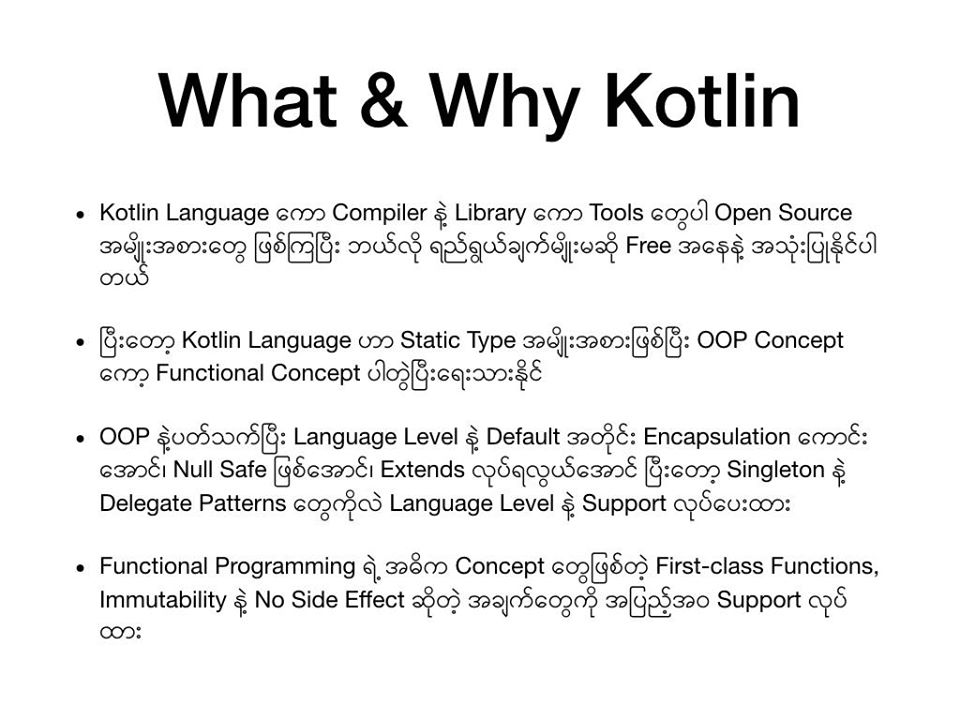 What & Why Kotlin
• Kotlin Language ကော Compiler နဲ့ Library ကော Tools တွေပါ Open Source
အမျိုးအစားတွေ ဖြစ်ကြပြီး ဘယ်လို ရည်ရွယ်ချက်မျိုးမဆို Free အနေနဲ့ အသုံးပြုနိုင်ပါ
တယ်
• ပြီးတော့ Kotlin Language ဟာ Static Type အမျိုးအစားဖြစ်ပြီး OOP Concept
ကော့ Functional Concept ပါတွဲပြီးရေးသားနိုင်
• OOP နဲ့ပတ်သက်ပြီး Language Level နဲ့ Default အတိုင်း Encapsulation ကောင်း
အောင်၊ Null Safe ဖြစ်အောင်၊ Extends လုပ်ရလွယ်အောင် ပြီးတော့ Singleton နဲ့
Delegate Patterns တွေကိုလဲ Language Level နဲ့ Support လုပ်ပေးထား
• Functional Programming ရဲ့ အဓိက Concept တွေဖြစ်တဲ့ First-class Functions,
Immutability နဲ့ No Side Effect ဆိုတဲ့ အချက်တွေကို အပြည့်အဝ Support လုပ်
ထား